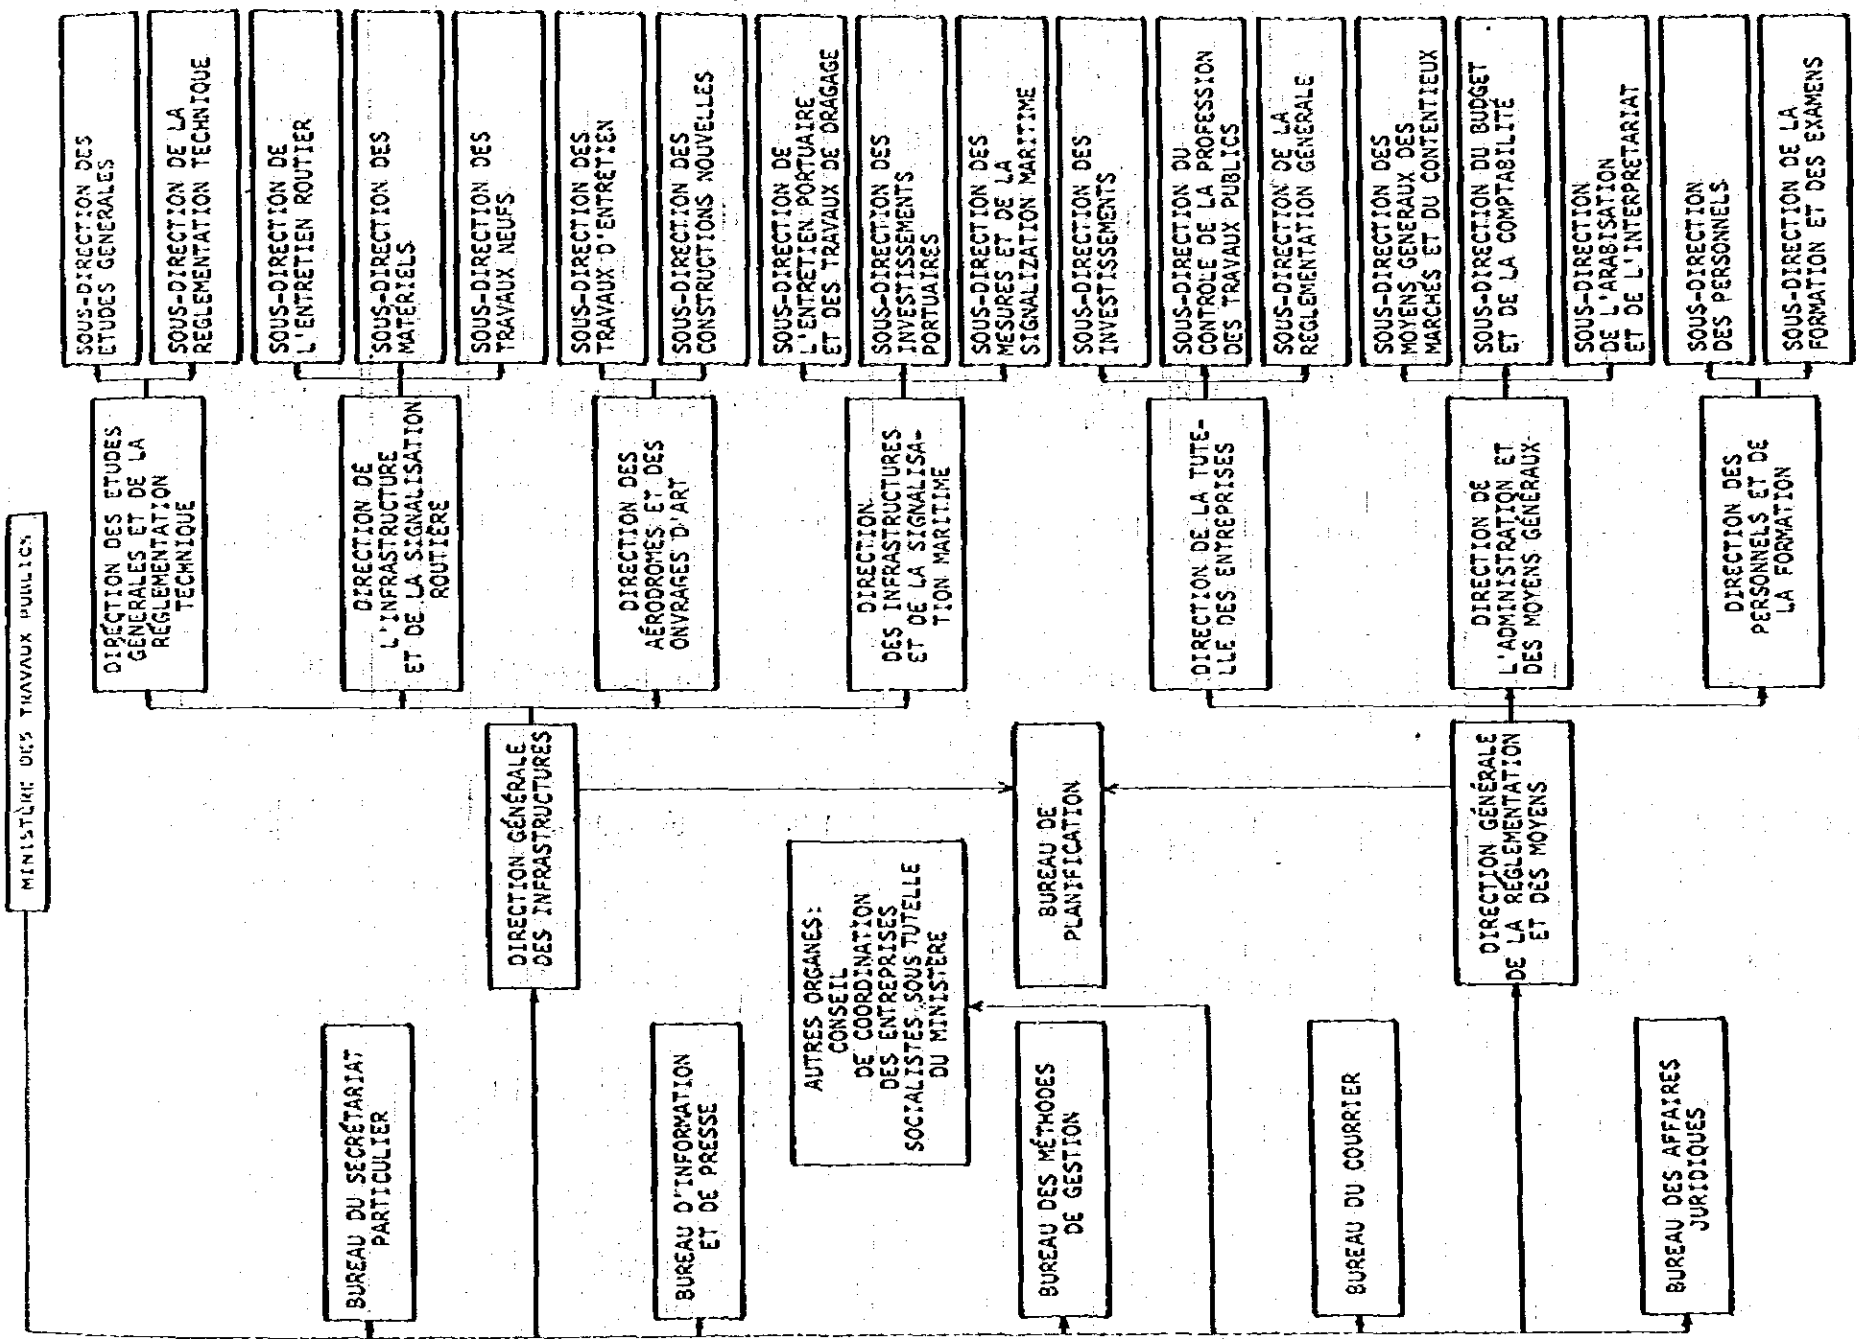 MINISTÈRE DES TRAVAUX PUBLICS
BUREAU DU SECRÉTARIAT
PARTICULIER
BUREAU D'INFORMATION
ET DE PRESSE
BUREAU DES MÉTHODES
DE GESTION
BUREAU DU COURRIER
BUREAU DES AFFAIRES
JURIDIQUES
AUTRES ORGANES:
CONSEIL
DE COORDINATION
DES ENTREPRISES
SOCIALISTES SOUS TUTELLE
DU MINISTÈRE
DIRECTION GÉNÉRALE
DES INFRASTRUCTURES
BUREAU DE
PLANIFICATION
DIRECTION GÉNÉRALE
DE LA RÉGLEMENTATION
ET DES MOYENS
DIRECTION DES ETUDES
GÉNÉRALES ET DE LA
RÉGLEMENTATION
TECHNIQUE
DIRECTION DE
L'INFRASTRUCTURE
ET DE LA SIGNALISATION
ROUTIÈRE
DIRECTION DES
AÉRODROMES ET DES
ONVRAGES D'ART
DIRECTION
DES INFRASTRUCTURES
ET DE LA SIGNALISA-
TION MARITIME
DIRECTION DE LA TUTE-
LLE DES ENTREPRISES
DIRECTION DE
L'ADMINISTRATION ET
DES MOYENS GÉNÉRAUX
DIRECTION DES
PERSONNELS ET DE
LA FORMATION
SOUS-DIRECTION DES
ETUDES GENERALES
SOUS-DIRECTION DE LA
REGLEMENTATION TECHNIQUE
SOUS-DIRECTION DE
L'ENTRETIEN ROUTIER
SOUS-DIRECTION DES
MATÉRIELS
SOUS-DIRECTION DES
TRAVAUX NEUFS
SOUS-DIRECTION DES
TRAVAUX D'ENTRÉTIEN
SOUS-DIRECTION DES
CONSTRUCTIONS NOUVELLES
SOUS-DIRECTION DE
L'ENTRETIEN PORTUAIRE
ET DES TRAVAUX DE DRAGAGE
SOUS-DIRECTION DES
INVESTISSEMENTS
PORTUAIRES
SOUS-DIRECTION DES
MESURES ET DE LA
SIGNALIZATION MARITIME
SOUS-DIRECTION DES
INVESTISSEMENTS
SOUS-DIRECTION DU
CONTROLE DE LA PROFESSION
DES TRAVAUX PUBLICS
SOUS-DIRECTION DE LA
REGLEMENTATION GÉNÉRALE
SOUS-DIRECTION DES
MOYENS GENERAUX DES
MARCHÉS ET DU CONTENTIEUX
SOUS-DIRECTION DU BUDGET
ET DE LA COMPTABILITÉ
SOUS-DIRECTION
DE L'ARABISATION
ET DE L'INTERPRETARIAT
SOUS-DIRECTION
DES PERSONNELS
SOUS-DIRECTION DE LA
FORMATION ET DES EXAMENS